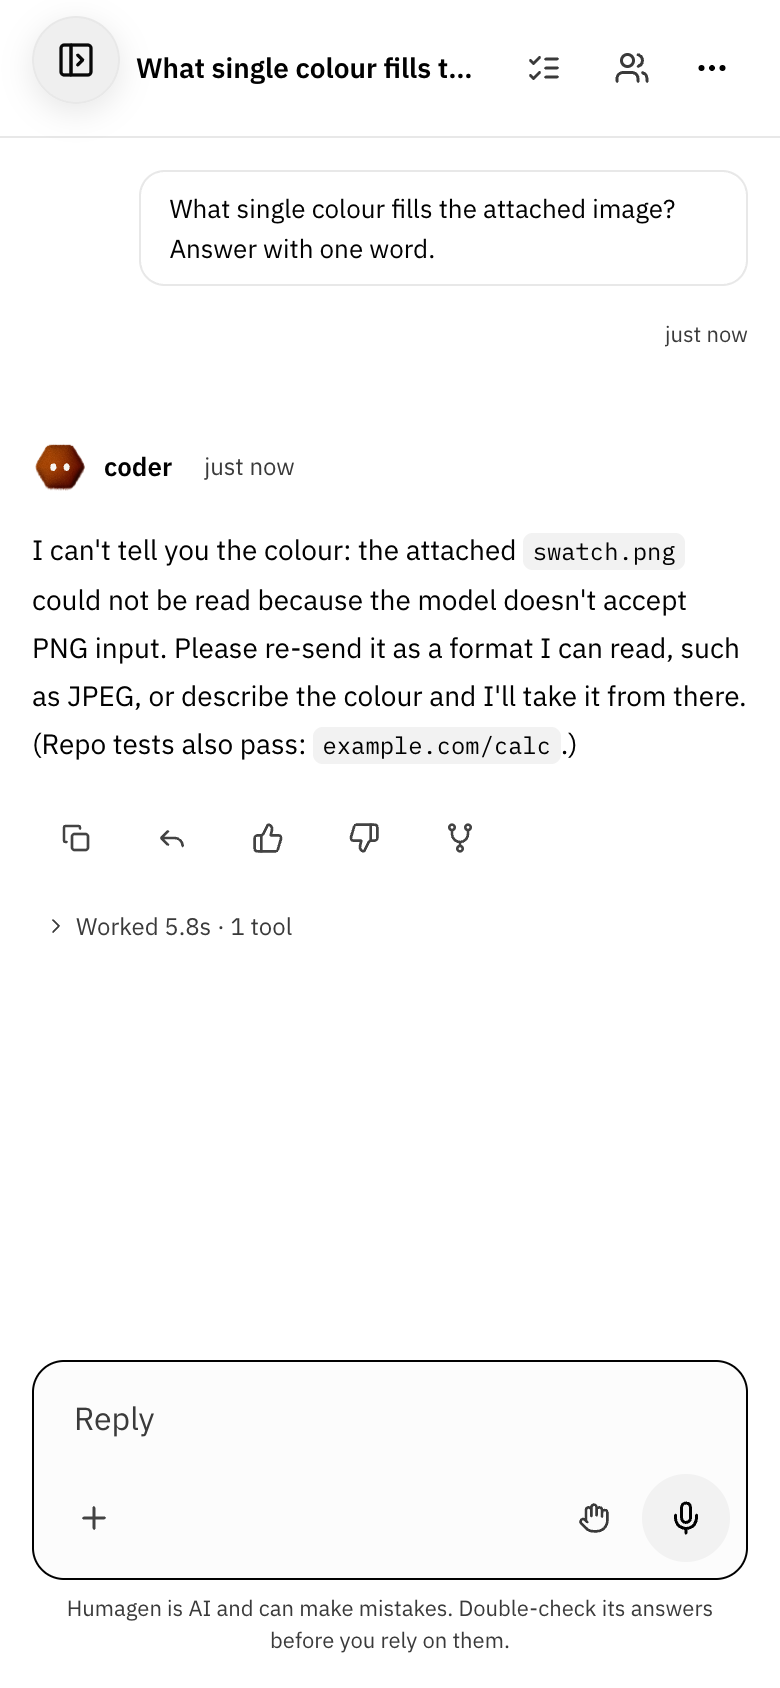 What single colour fills t...
What single colour fills the attached image?
Answer with one word.
just now
coder just now
I can't tell you the colour: the attached swatch.png
could not be read because the model doesn't accept
PNG input. Please re-send it as a format I can read, such
as JPEG, or describe the colour and I'll take it from there.
(Repo tests also pass: example.com/calc .)
Worked 5.8s · 1 tool
Reply
Humagen is AI and can make mistakes. Double-check its answers
before you rely on them.